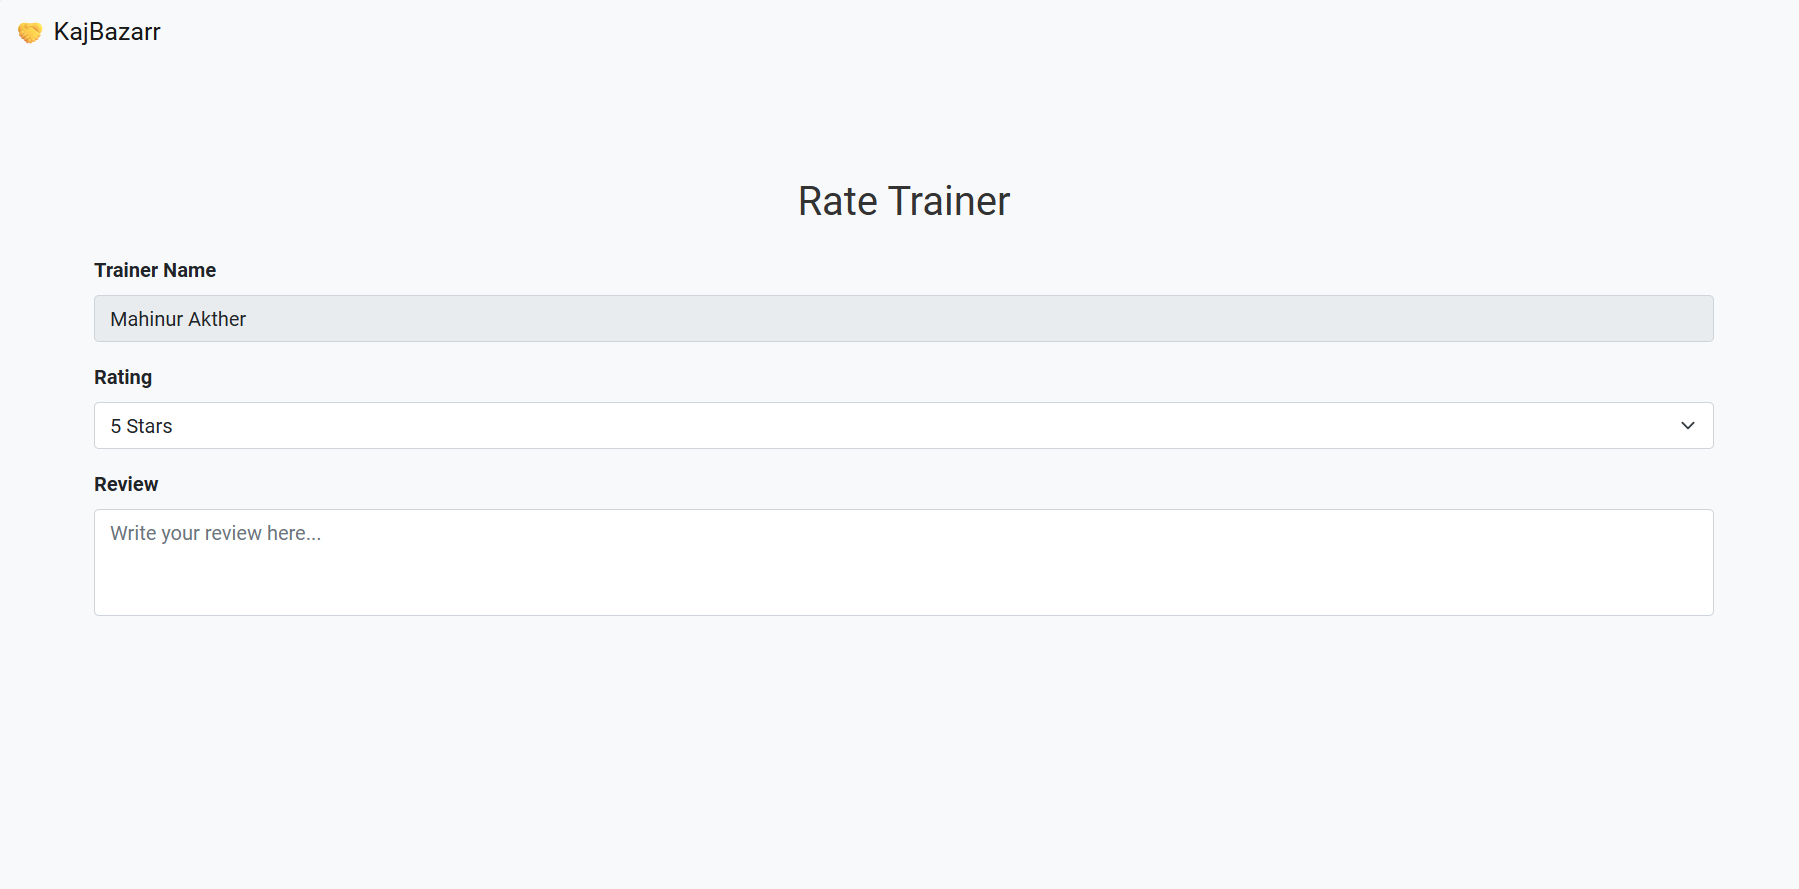 KajBazarr
Rate Trainer
Trainer Name
Mahinur Akther
Rating
5 Stars
Review
Write your review here...